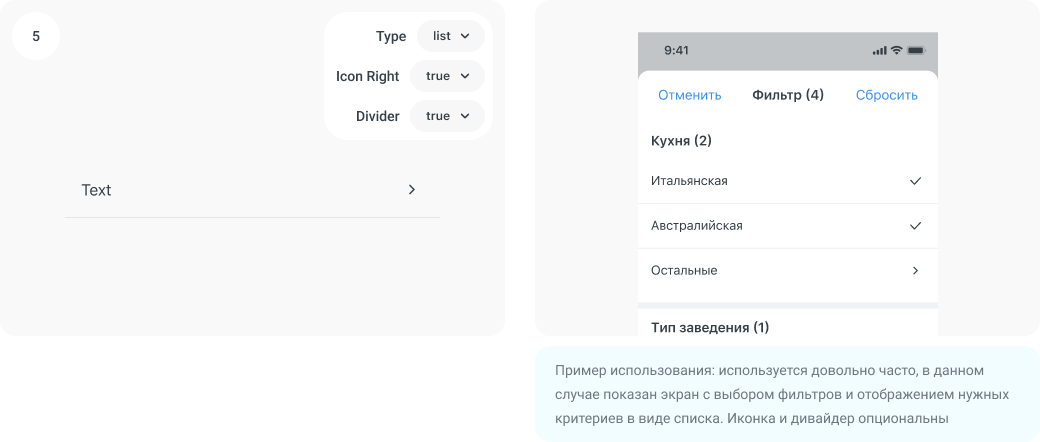 5
Type list
Icon Right true
Divider true
Text
9:41
Отменить Фильтр (4) Сбросить
Кухня (2)
Итальянская
Австралийская
Остальные
Тип заведения (1)
Пример использования: используется довольно часто, в данном
случае показан экран с выбором фильтров и отображением нужных
критериев в виде списка. Иконка и дивайдер опциональны